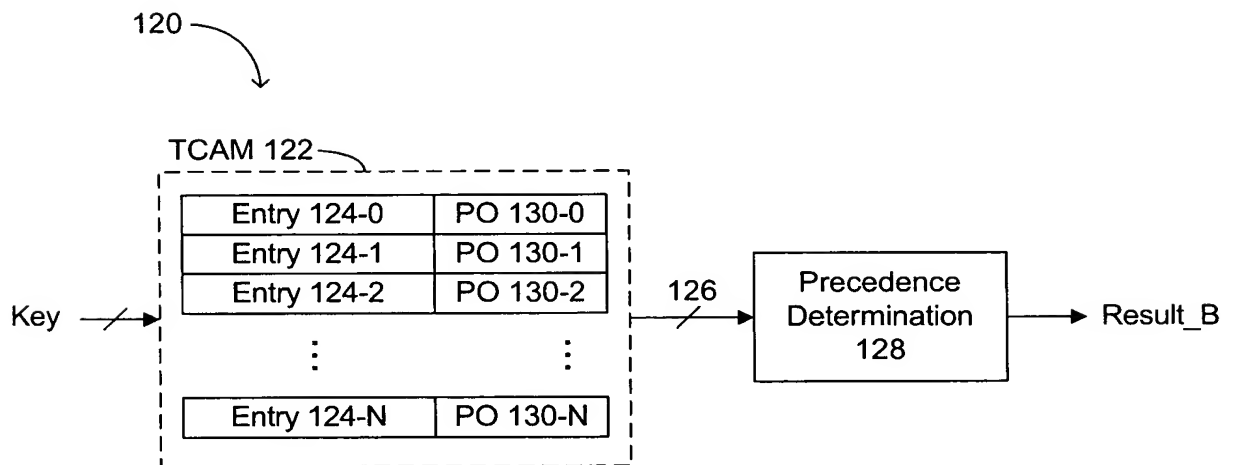 120
TCAM 122
Entry 124-0 PO 130-0
Entry 124-1 PO 130-1
Entry 124-2 PO 130-2
Key
⋮ ⋮
Entry 124-N PO 130-N
126
Precedence
Determination
128
Result_B